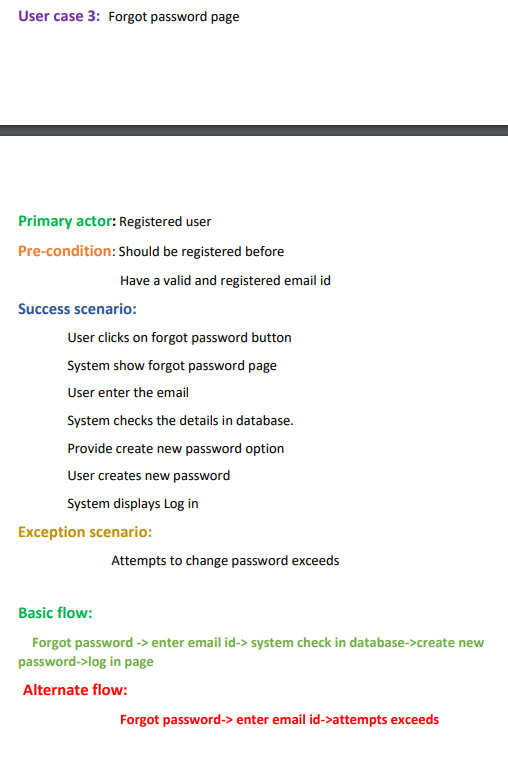 User case 3: Forgot password page
Primary actor: Registered user
Pre-condition: Should be registered before
Have a valid and registered email id
Success scenario:
User clicks on forgot password button
System show forgot password page
User enter the email
System checks the details in database.
Provide create new password option
User creates new password
System displays Log in
Exception scenario:
Attempts to change password exceeds
Basic flow:
Forgot password -> enter email id-> system check in database->create new
password->log in page
Alternate flow:
Forgot password-> enter email id->attempts exceeds